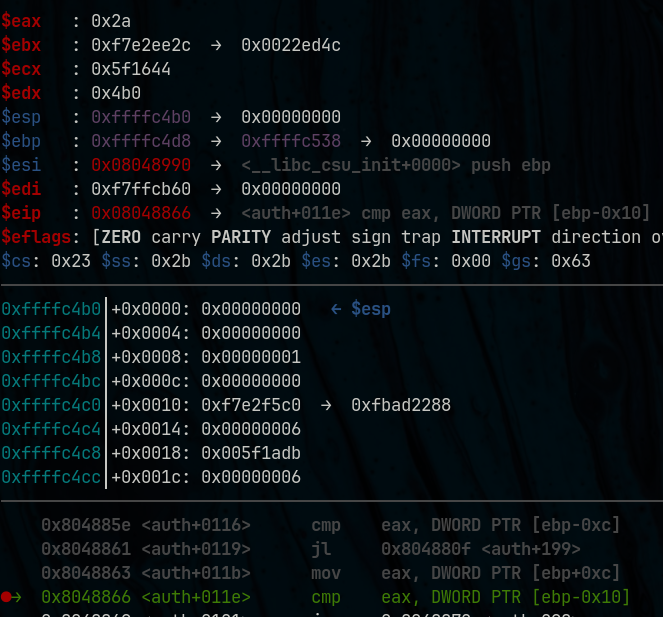 $eax   : 0x2a
$ebx   : 0xf7e2ee2c  →  0x0022ed4c
$ecx   : 0x5f1644
$edx   : 0x4b0
$esp   : 0xffffc4b0  →  0x00000000
$ebp   : 0xffffc4d8  →  0xffffc538  →  0x00000000
$esi   : 0x08048990  →  <__libc_csu_init+0000> push ebp
$edi   : 0xf7ffcb60  →  0x00000000
$eip   : 0x08048866  →  <auth+011e> cmp eax, DWORD PTR [ebp-0x10]
$eflags: [ZERO carry PARITY adjust sign trap INTERRUPT direction
$cs: 0x23 $ss: 0x2b $ds: 0x2b $es: 0x2b $fs: 0x00 $gs: 0x63
0xffffc4b0│+0x0000: 0x00000000   ← $esp
0xffffc4b4│+0x0004: 0x00000000
0xffffc4b8│+0x0008: 0x00000001
0xffffc4bc│+0x000c: 0x00000000
0xffffc4c0│+0x0010: 0xf7e2f5c0  →  0xfbad2288
0xffffc4c4│+0x0014: 0x00000006
0xffffc4c8│+0x0018: 0x005f1adb
0xffffc4cc│+0x001c: 0x00000006
0x804885e <auth+0116>      cmp    eax, DWORD PTR [ebp-0xc]
0x8048861 <auth+0119>      jl     0x804880f <auth+199>
0x8048863 <auth+011b>      mov    eax, DWORD PTR [ebp+0xc]
●→  0x8048866 <auth+011e>      cmp    eax, DWORD PTR [ebp-0x10]